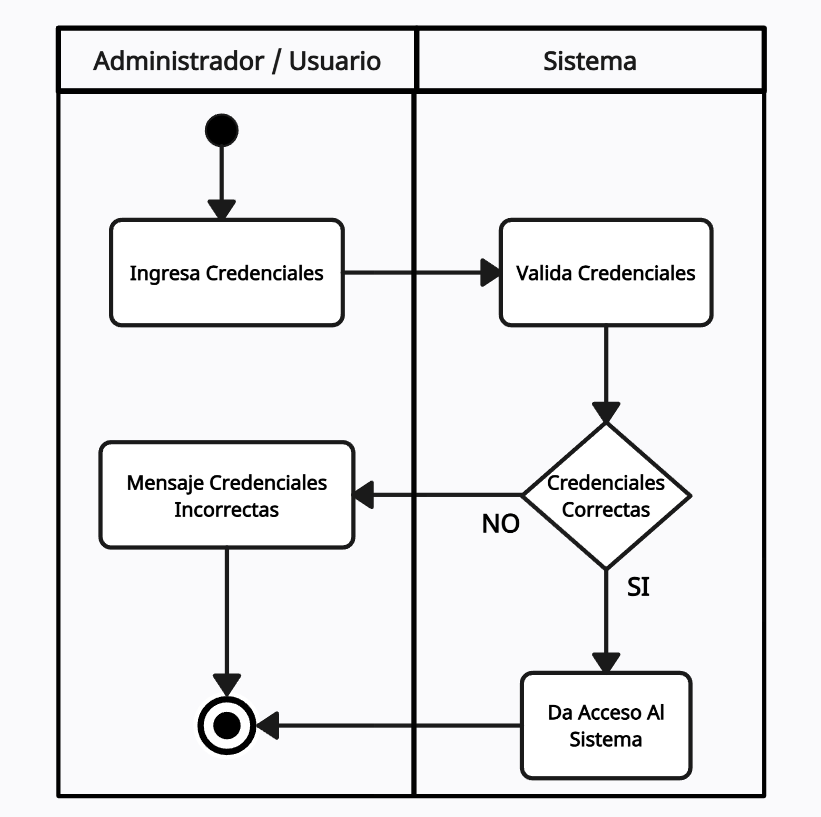 Administrador / Usuario
Sistema
Ingresa Credenciales
Valida Credenciales
Mensaje Credenciales
Incorrectas
Credenciales
Correctas
NO
SI
Da Acceso Al
Sistema